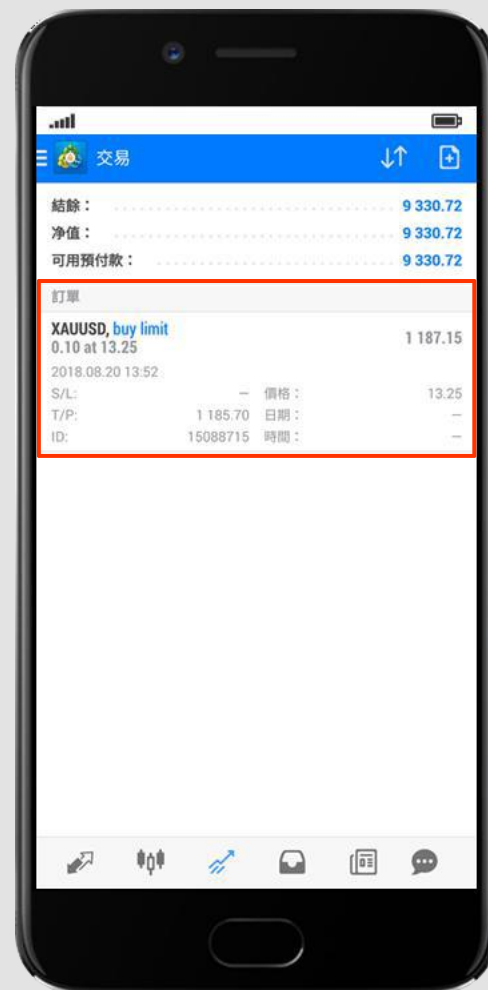 交易
結餘： 9 330.72
净值： 9 330.72
可用預付款： 9 330.72
訂單
XAUUSD, buy limit 1 187.15
0.10 at 13.25
2018.08.20 13:52
S/L: – 價格： 13.25
T/P: 1 185.70 日期： –
ID: 15088715 時間： –